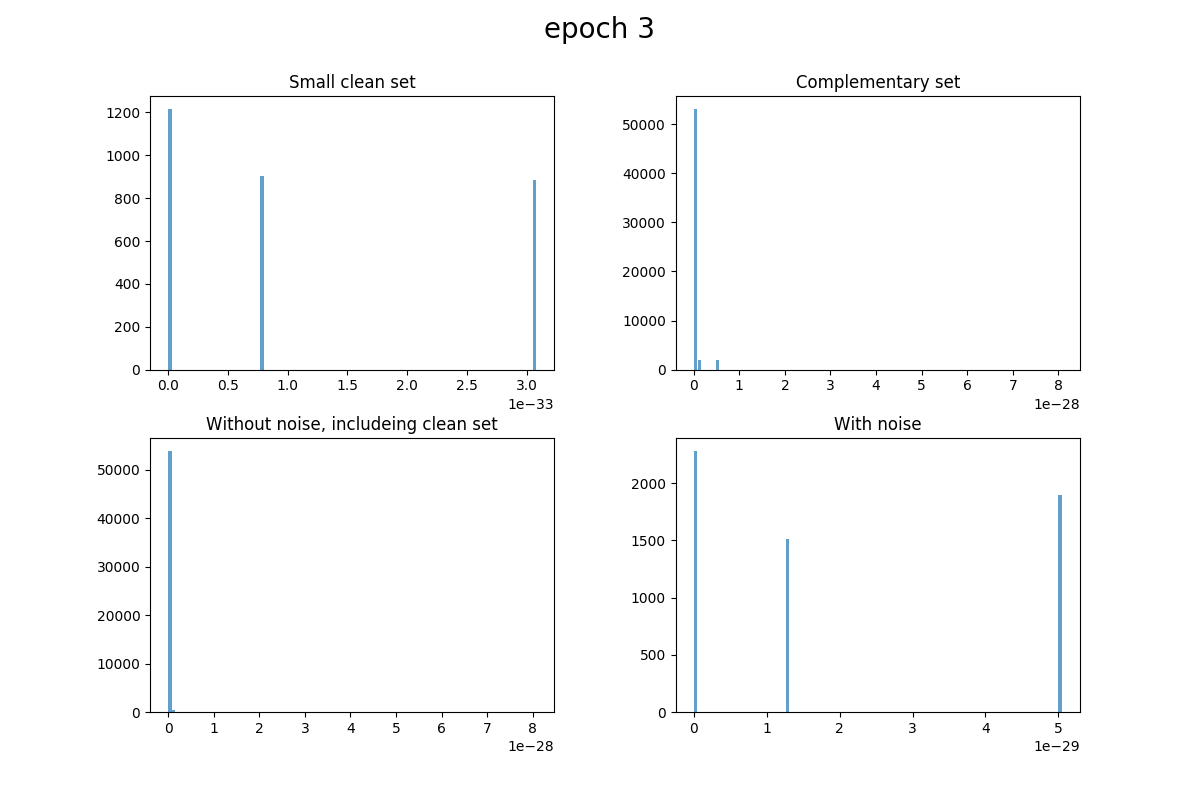 epoch 3
Small clean set
1200
1000
800
600
400
200
0
0.0 0.5 1.0 1.5 2.0 2.5 3.0
1e−33
Complementary set
50000
40000
30000
20000
10000
0
0 1 2 3 4 5 6 7 8
1e−28
Without noise, includeing clean set
50000
40000
30000
20000
10000
0
0 1 2 3 4 5 6 7 8
1e−28
With noise
2000
1500
1000
500
0
0 1 2 3 4 5
1e−29